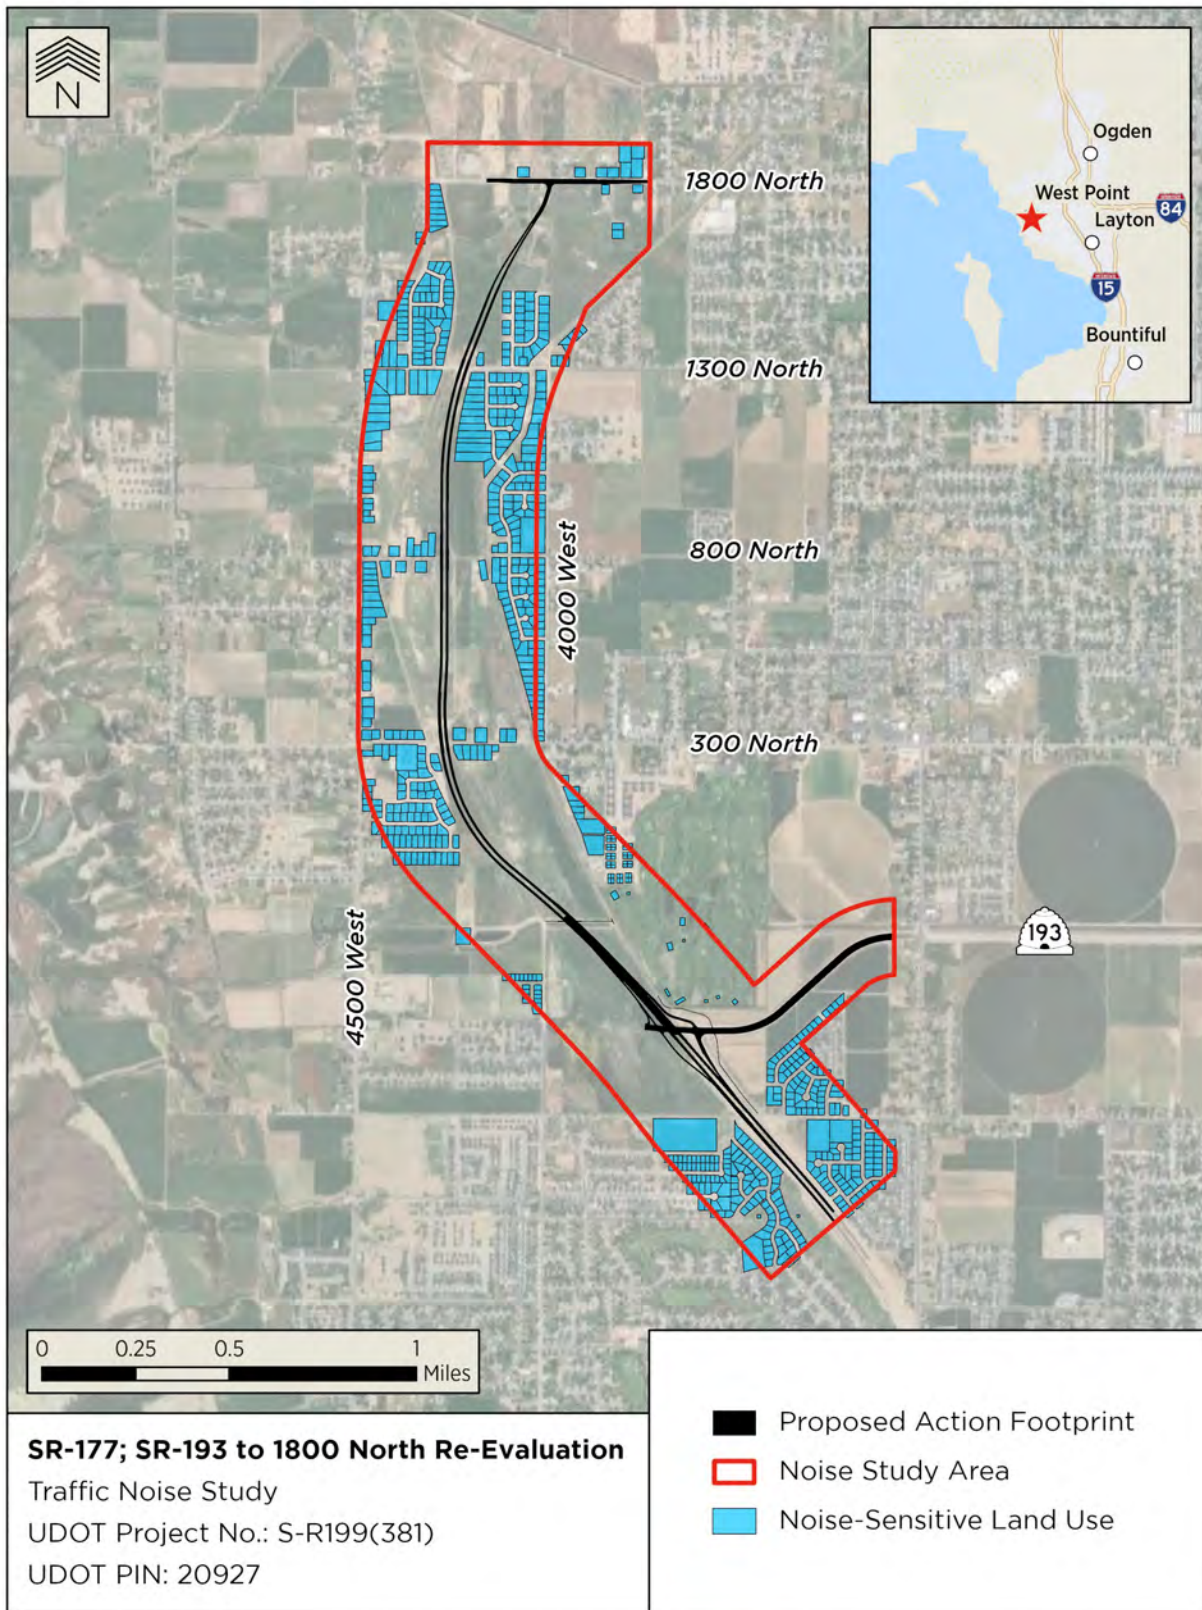 N
Ogden
West Point
84
Layton
15
Bountiful
1800 North
1300 North
800 North
4000 West
300 North
193
4500 West
0 0.25 0.5 1
Miles
SR-177; SR-193 to 1800 North Re-Evaluation
Traffic Noise Study
UDOT Project No.: S-R199(381)
UDOT PIN: 20927
Proposed Action Footprint
Noise Study Area
Noise-Sensitive Land Use